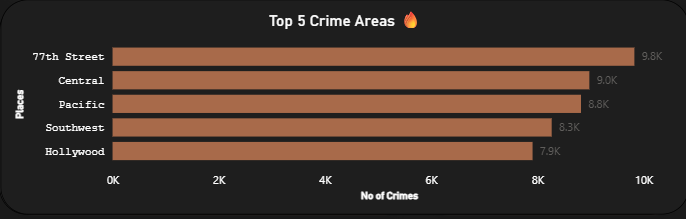 Top 5 Crime Areas 🔥
77th Street 9.8K
Central 9.0K
Pacific 8.8K
Southwest 8.3K
Hollywood 7.9K
Places
0K 2K 4K 6K 8K 10K
No of Crimes